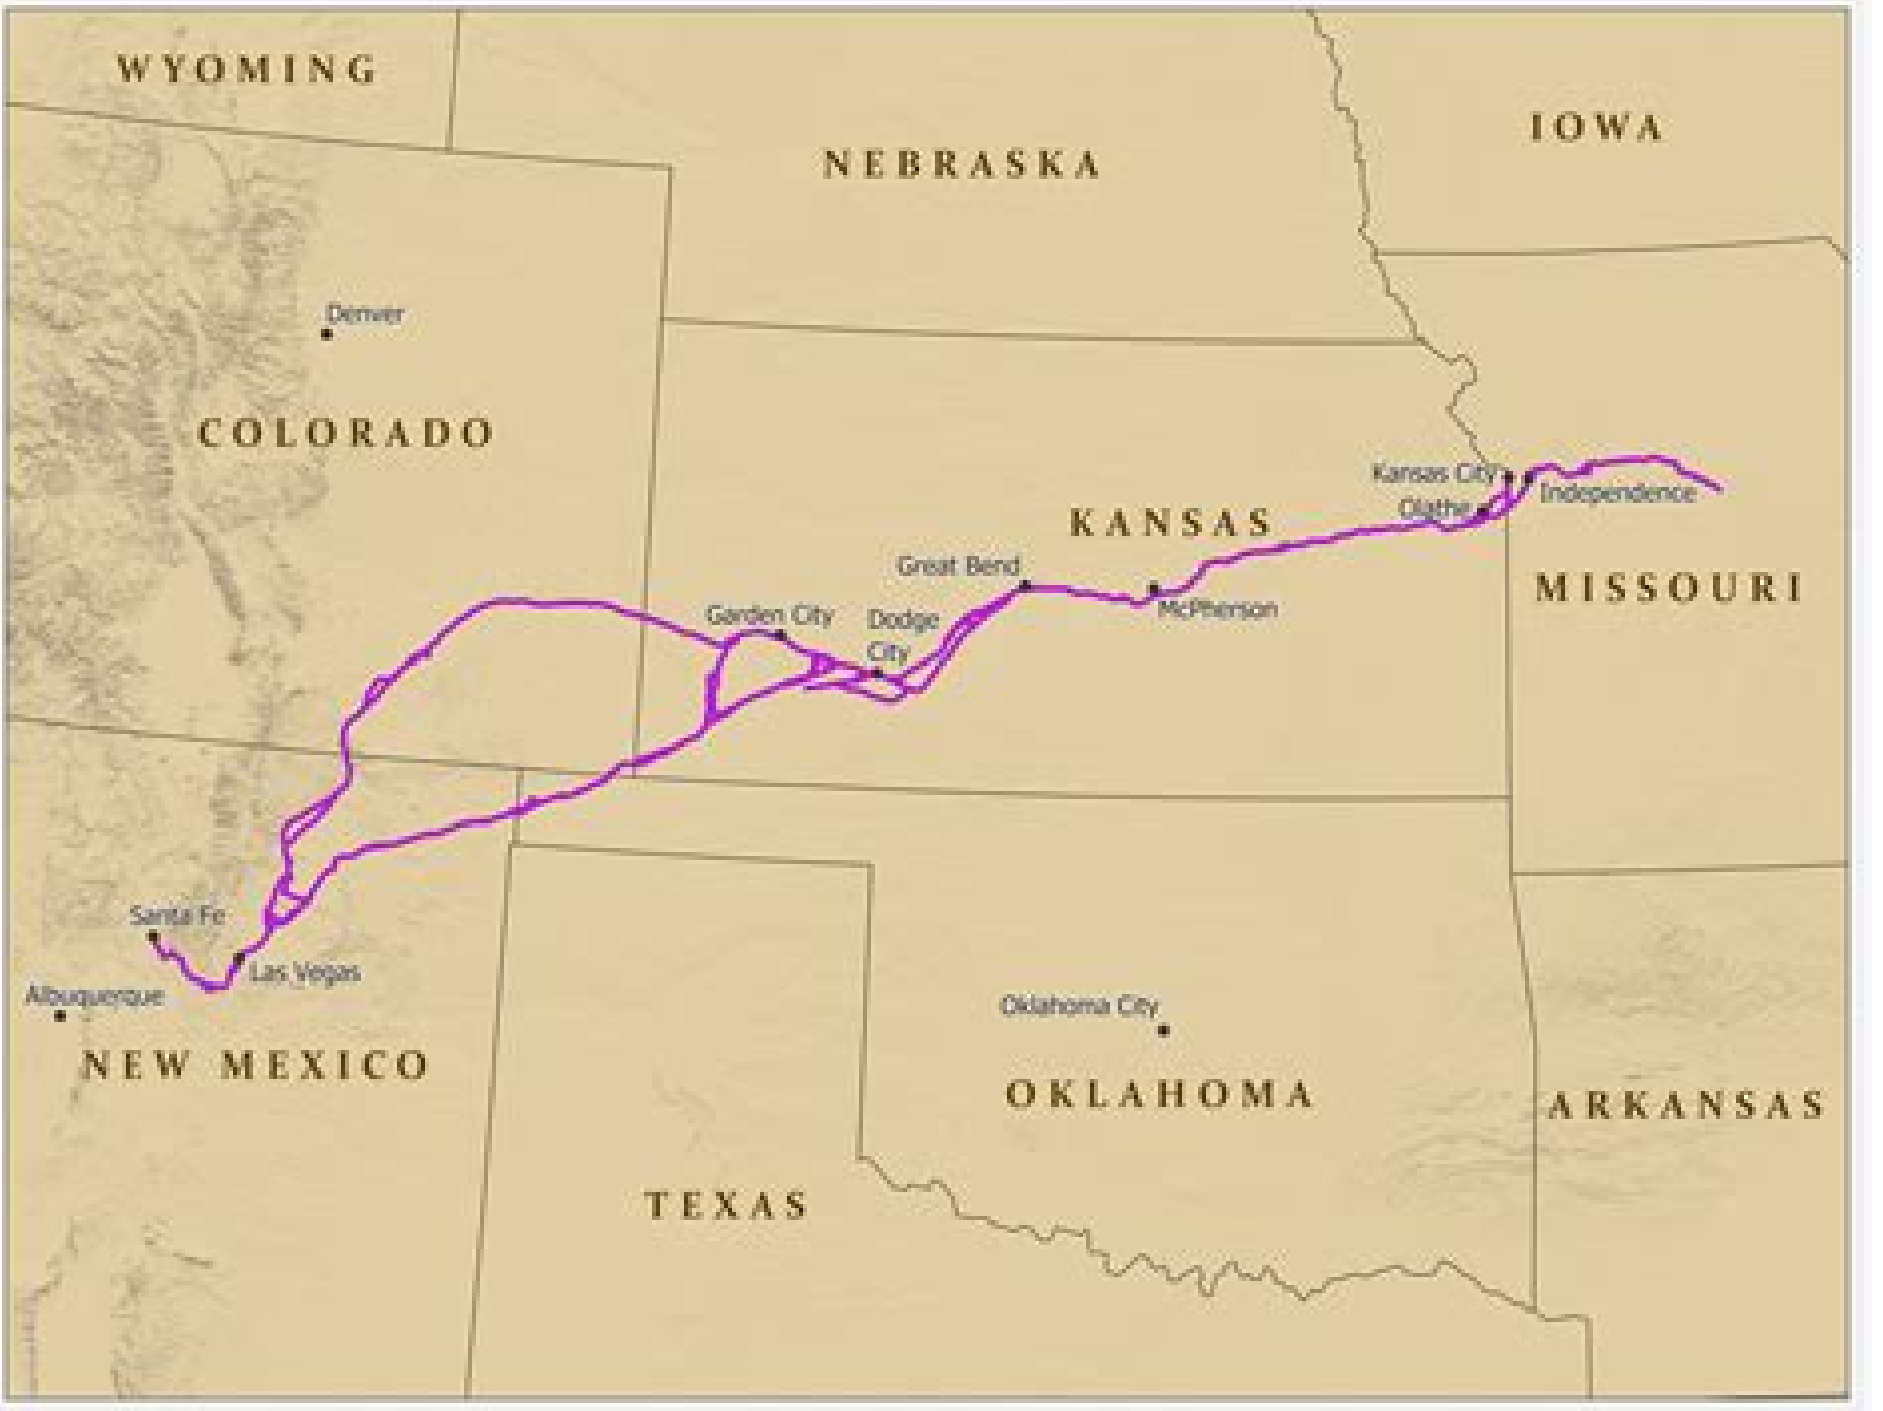 WYOMING
IOWA
NEBRASKA
Denver
COLORADO
Kansas City
Independence
Olathe
KANSAS
Great Bend
MISSOURI
McPherson
Garden City
Dodge
City
Santa Fe
Las Vegas
Albuquerque
Oklahoma City
NEW MEXICO
OKLAHOMA
ARKANSAS
TEXAS